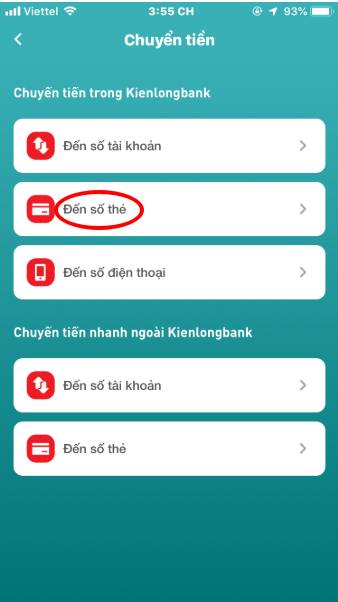 Viettel 3:55 CH 93%
Chuyển tiền
Chuyển tiền trong Kienlongbank
Đến số tài khoản
Đến số thẻ
Đến số điện thoại
Chuyển tiền nhanh ngoài Kienlongbank
Đến số tài khoản
Đến số thẻ